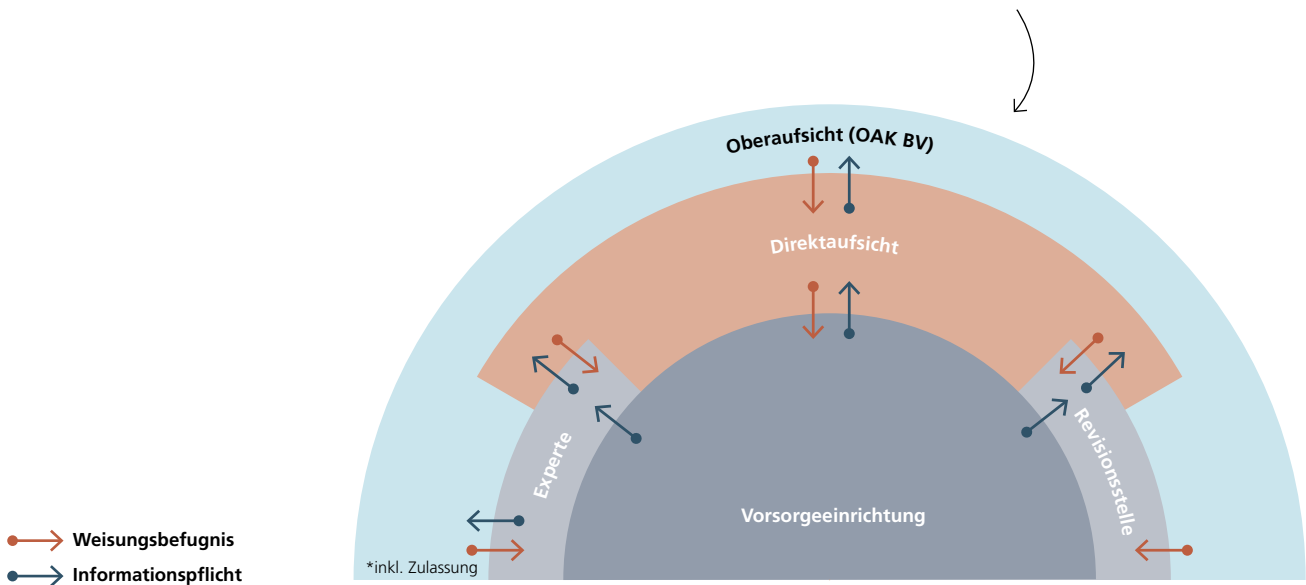 Oberaufsicht (OAK BV)
Direktaufsicht
Experte
Revisionsstelle
Vorsorgeeinrichtung
Weisungsbefugnis
*inkl. Zulassung
Informationspflicht